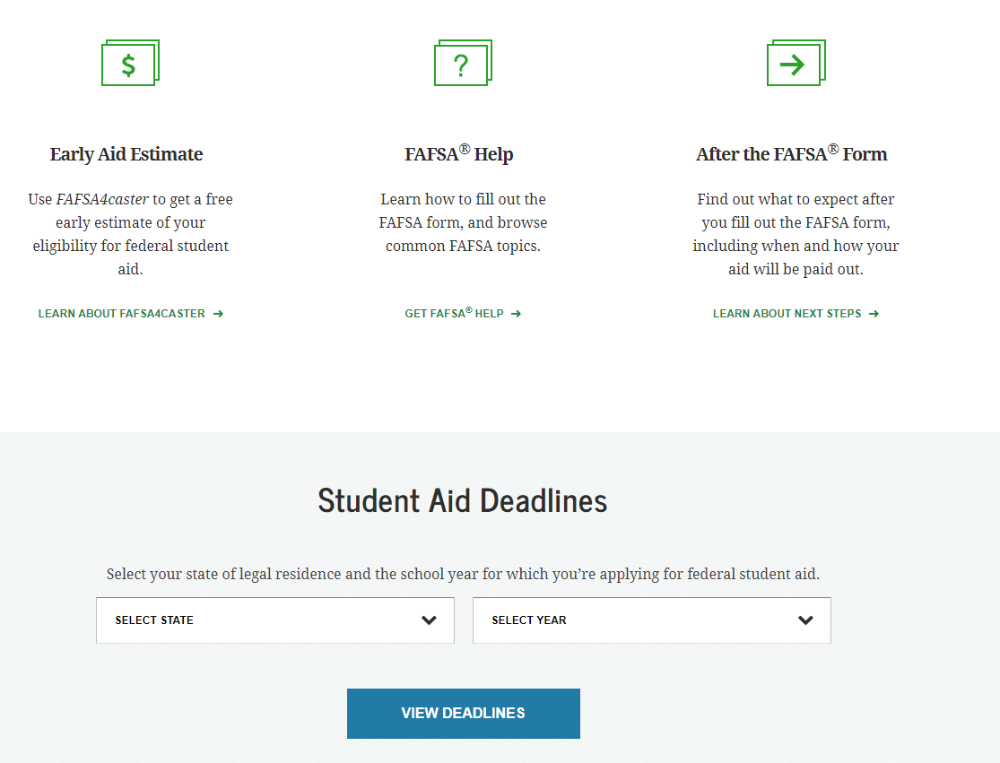 $
?
Early Aid Estimate
Use FAFSA4caster to get a free
early estimate of your
eligibility for federal student
aid.
LEARN ABOUT FAFSA4CASTER →
FAFSA® Help
Learn how to fill out the
FAFSA form, and browse
common FAFSA topics.
GET FAFSA® HELP →
After the FAFSA® Form
Find out what to expect after
you fill out the FAFSA form,
including when and how your
aid will be paid out.
LEARN ABOUT NEXT STEPS →
Student Aid Deadlines
Select your state of legal residence and the school year for which you’re applying for federal student aid.
SELECT STATE
SELECT YEAR
VIEW DEADLINES